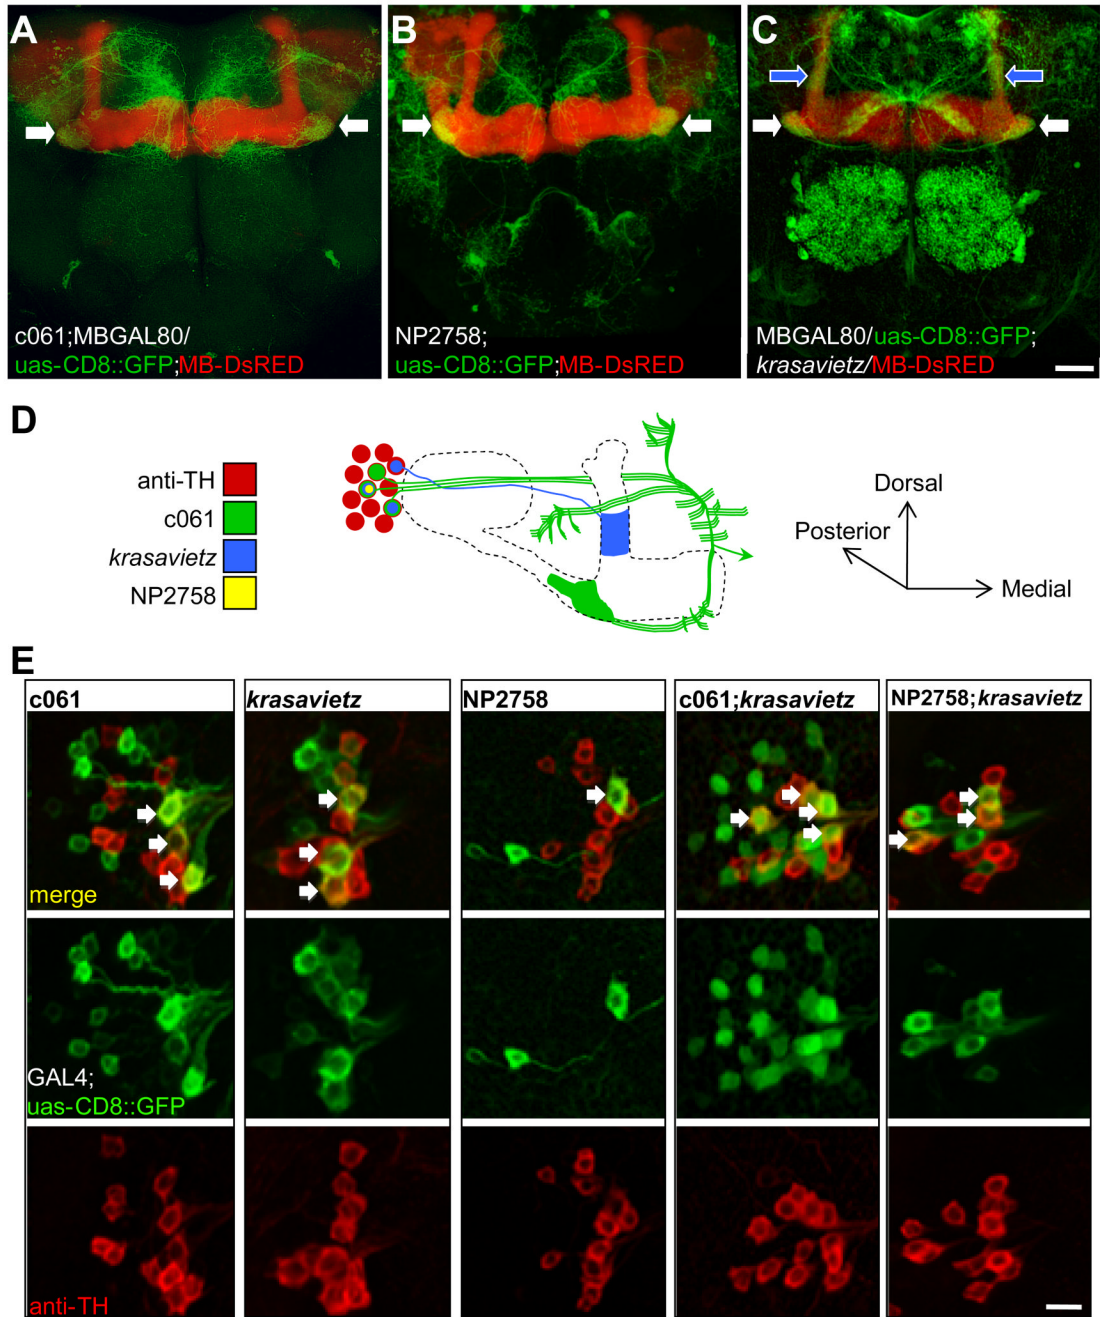 A
c061;MBGAL80/
uas-CD8::GFP;MB-DsRED
B
NP2758;
uas-CD8::GFP;MB-DsRED
C
MBGAL80/uas-CD8::GFP;
krasavietz/MB-DsRED
D
anti-TH
c061
krasavietz
NP2758
Dorsal
Posterior
Medial
E
c061
krasavietz
NP2758
c061;krasavietz
NP2758;krasavietz
merge
GAL4;
uas-CD8::GFP
anti-TH